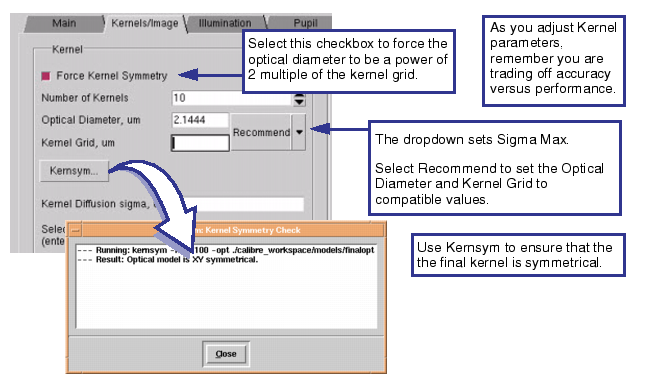 Main Kernels/Image Illumination Pupil
Kernel
Force Kernel Symmetry
Number of Kernels 10
Optical Diameter, um 2.1444
Recommend
Kernel Grid, um
Kernsym...
Kernel Diffusion sigma,
Selec
(ente
Select this checkbox to force the
optical diameter to be a power of
2 multiple of the kernel grid.
As you adjust Kernel
parameters,
remember you are
trading off accuracy
versus performance.
The dropdown sets Sigma Max.
Select Recommend to set the Optical
Diameter and Kernel Grid to
compatible values.
Use Kernsym to ensure that the
the final kernel is symmetrical.
Kernel Symmetry Check
--- Running: kernsym 100 -opt ./calibre_workspace/models/finalopt
--- Result: Optical model is XY symmetrical.
Close